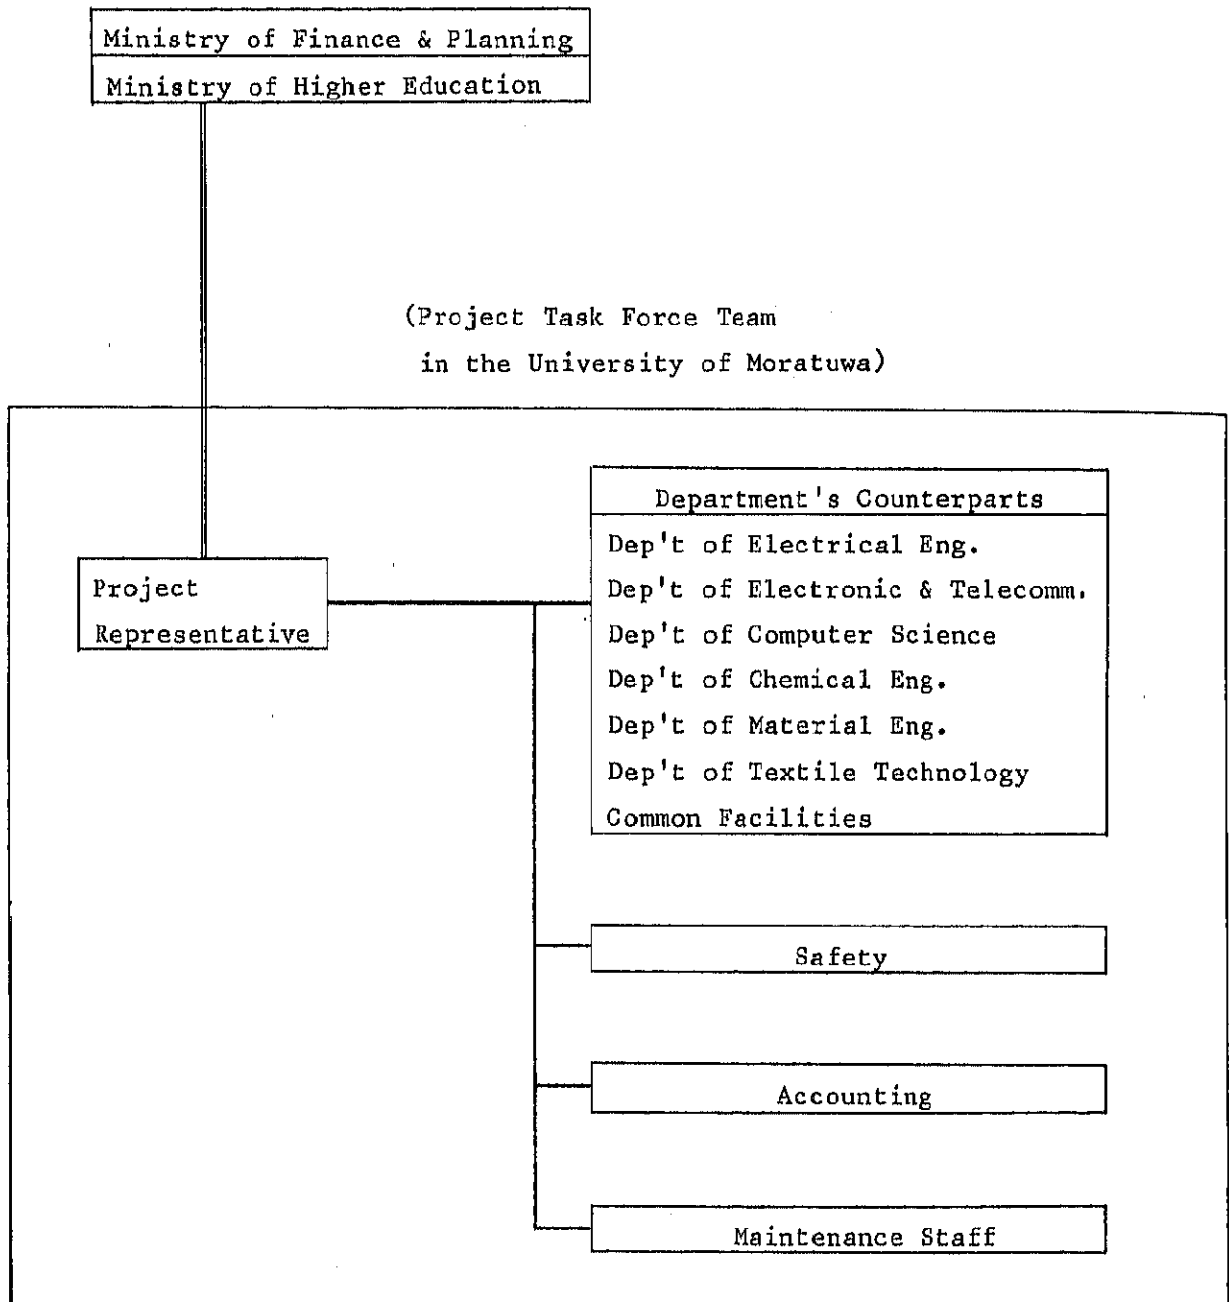 Ministry of Finance & Planning
Ministry of Higher Education
(Project Task Force Team
in the University of Moratuwa)
Project
Representative
Department's Counterparts
Dep't of Electrical Eng.
Dep't of Electronic & Telecomm.
Dep't of Computer Science
Dep't of Chemical Eng.
Dep't of Material Eng.
Dep't of Textile Technology
Common Facilities
Safety
Accounting
Maintenance Staff